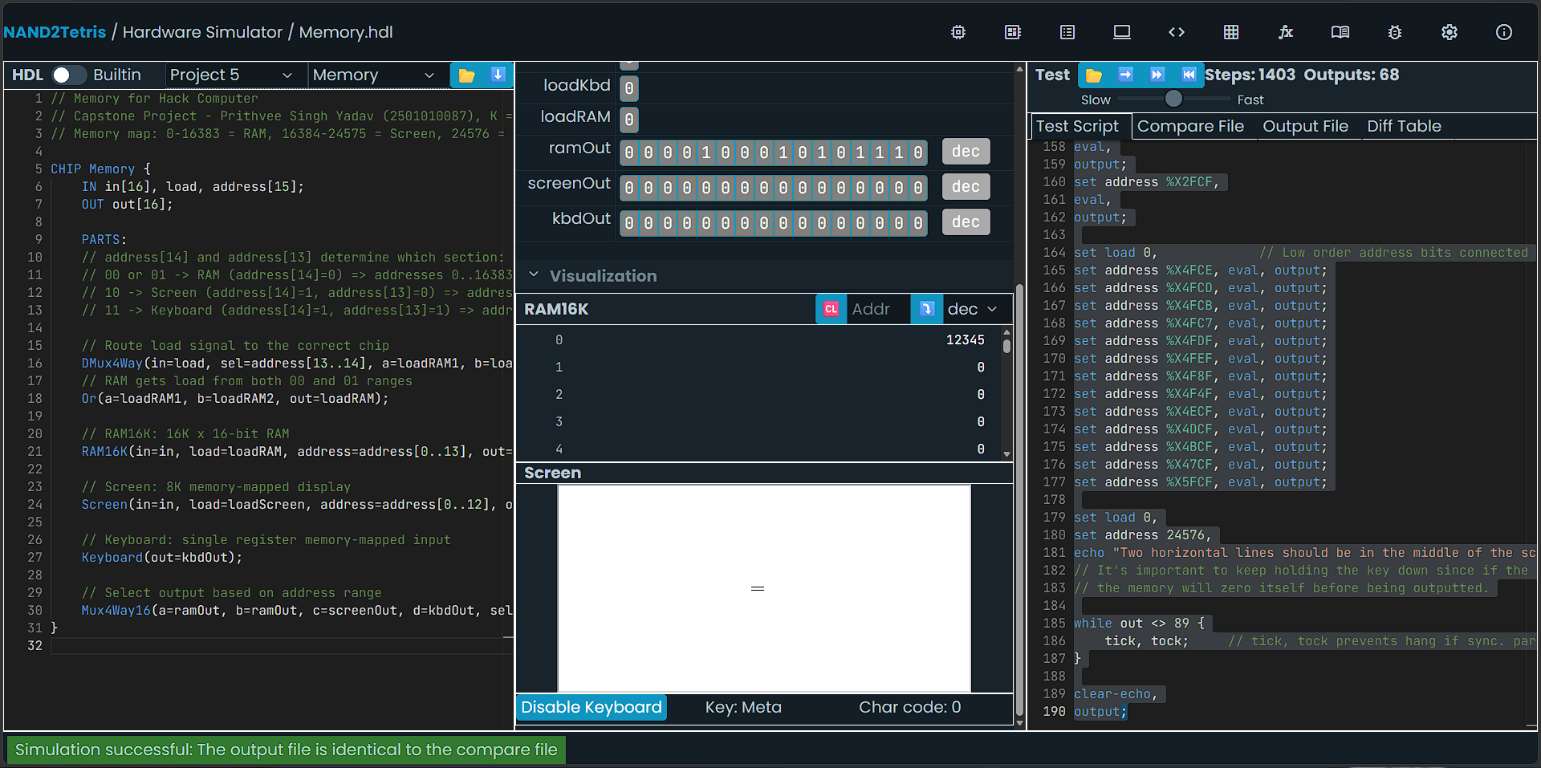 NAND2Tetris / Hardware Simulator / Memory.hdl
HDL Builtin Project 5 Memory
1 // Memory for Hack Computer
2 // Capstone Project - Prithvee Singh Yadav (2501010087), K =
3 // Memory map: 0-16383 = RAM, 16384-24575 = Screen, 24576 =
4
5 CHIP Memory {
6 IN in[16], load, address[15];
7 OUT out[16];
8
9 PARTS:
10 // address[14] and address[13] determine which section:
11 // 00 or 01 -> RAM (address[14]=0) => addresses 0..16383
12 // 10 -> Screen (address[14]=1, address[13]=0) => addres
13 // 11 -> Keyboard (address[14]=1, address[13]=1) => addr
14
15 // Route load signal to the correct chip
16 DMux4Way(in=load, sel=address[13..14], a=loadRAM1, b=loa
17 // RAM gets load from both 00 and 01 ranges
18 Or(a=loadRAM1, b=loadRAM2, out=loadRAM);
19
20 // RAM16K: 16K x 16-bit RAM
21 RAM16K(in=in, load=loadRAM, address=address[0..13], out=
22
23 // Screen: 8K memory-mapped display
24 Screen(in=in, load=loadScreen, address=address[0..12], o
25
26 // Keyboard: single register memory-mapped input
27 Keyboard(out=kbdOut);
28
29 // Select output based on address range
30 Mux4Way16(a=ramOut, b=ramOut, c=screenOut, d=kbdOut, sel
31 }
32
loadKbd 0
loadRAM 0
ramOut 0 0 0 0 1 0 0 0 1 0 1 0 1 1 1 0 dec
screenOut 0 0 0 0 0 0 0 0 0 0 0 0 0 0 0 0 dec
kbdOut 0 0 0 0 0 0 0 0 0 0 0 0 0 0 0 0 dec
Visualization
RAM16K CL Addr dec
0 12345
1 0
2 0
3 0
4 0
Screen
Disable Keyboard Key: Meta Char code: 0
Test Steps: 1403 Outputs: 68
Slow Fast
Test Script Compare File Output File Diff Table
158 eval,
159 output;
160 set address %X2FCF,
161 eval,
162 output;
163
164 set load 0, // Low order address bits connected
165 set address %X4FCE, eval, output;
166 set address %X4FCD, eval, output;
167 set address %X4FCB, eval, output;
168 set address %X4FC7, eval, output;
169 set address %X4FDF, eval, output;
170 set address %X4FEF, eval, output;
171 set address %X4F8F, eval, output;
172 set address %X4F4F, eval, output;
173 set address %X4ECF, eval, output;
174 set address %X4DCF, eval, output;
175 set address %X4BCF, eval, output;
176 set address %X47CF, eval, output;
177 set address %X5FCF, eval, output;
178
179 set load 0,
180 set address 24576,
181 echo "Two horizontal lines should be in the middle of the sc
182 // It's important to keep holding the key down since if the
183 // the memory will zero itself before being outputted.
184
185 while out <> 89 {
186 tick, tock; // tick, tock prevents hang if sync. par
187 }
188
189 clear-echo,
190 output;
Simulation successful: The output file is identical to the compare file